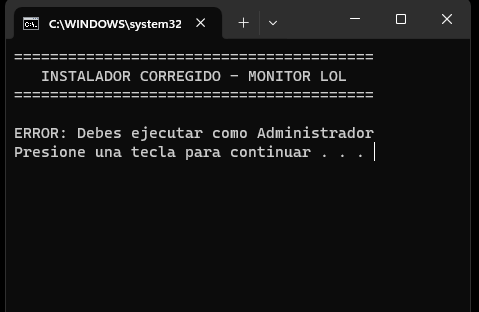 C:\WINDOWS\system32
========================================
INSTALADOR CORREGIDO - MONITOR LOL
========================================
ERROR: Debes ejecutar como Administrador
Presione una tecla para continuar . . .